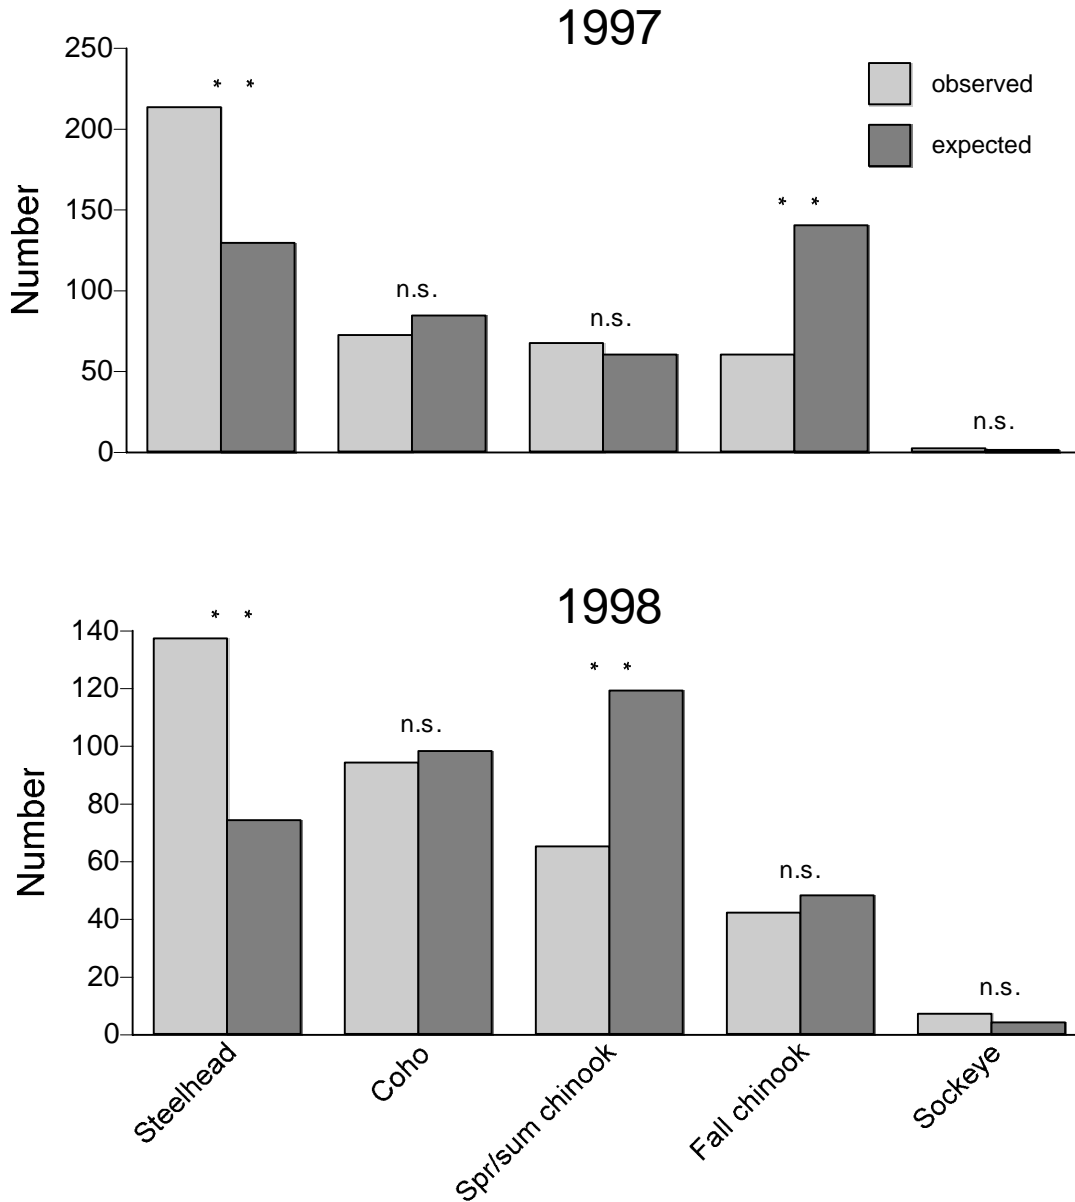 1997
250
200
150
100
50
0
Number
observed
expected
* *
n.s.
n.s.
* *
n.s.
1998
140
120
100
80
60
40
20
0
Number
* *
n.s.
* *
n.s.
n.s.
Steelhead
Coho
Spr/sum chinook
Fall chinook
Sockeye